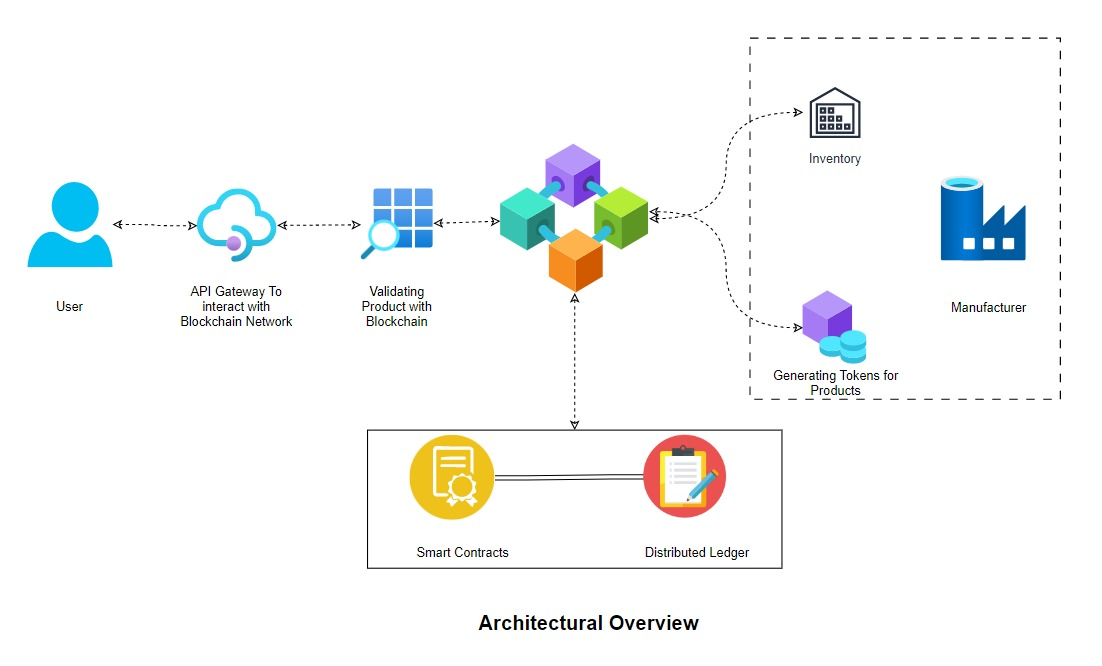 Inventory
User
API Gateway To
interact with
Blockchain Network
Validating
Product with
Blockchain
Manufacturer
Generating Tokens for
Products
Smart Contracts
Distributed Ledger
Architectural Overview